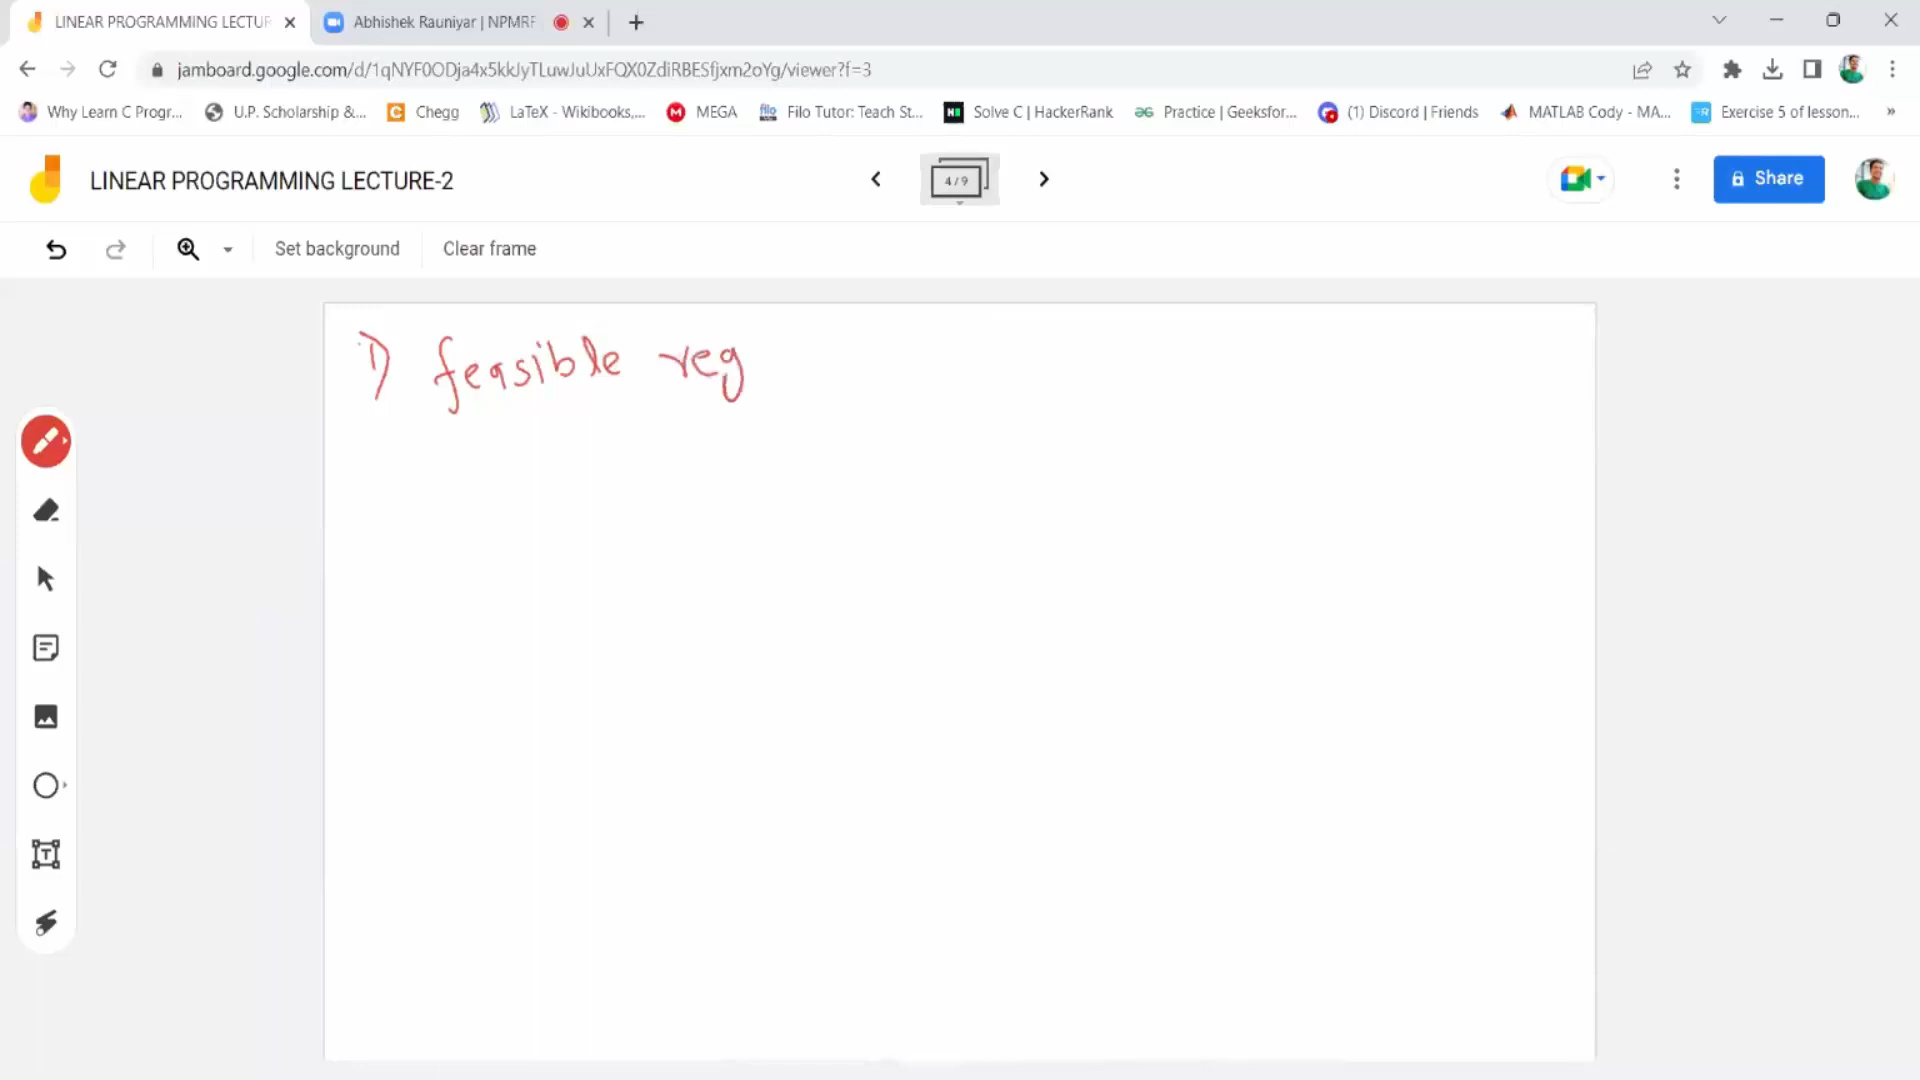 LINEAR PROGRAMMING LECTUR
Abhishek Rauniyar | NPMRF
jamboard.google.com/d/1qNYF0ODja4x5kkJyTLuwJuUxFQX0ZdiRBESfjxm2oYg/viewer?f=3
Why Learn C Progr... U.P. Scholarship &... Chegg LaTeX - Wikibooks,... MEGA Filo Tutor: Teach St... Solve C | HackerRank Practice | Geeksfor... (1) Discord | Friends MATLAB Cody - MA... Exercise 5 of lesson... »
LINEAR PROGRAMMING LECTURE-2
4 / 9
Share
Set background Clear frame
1) feasible reg